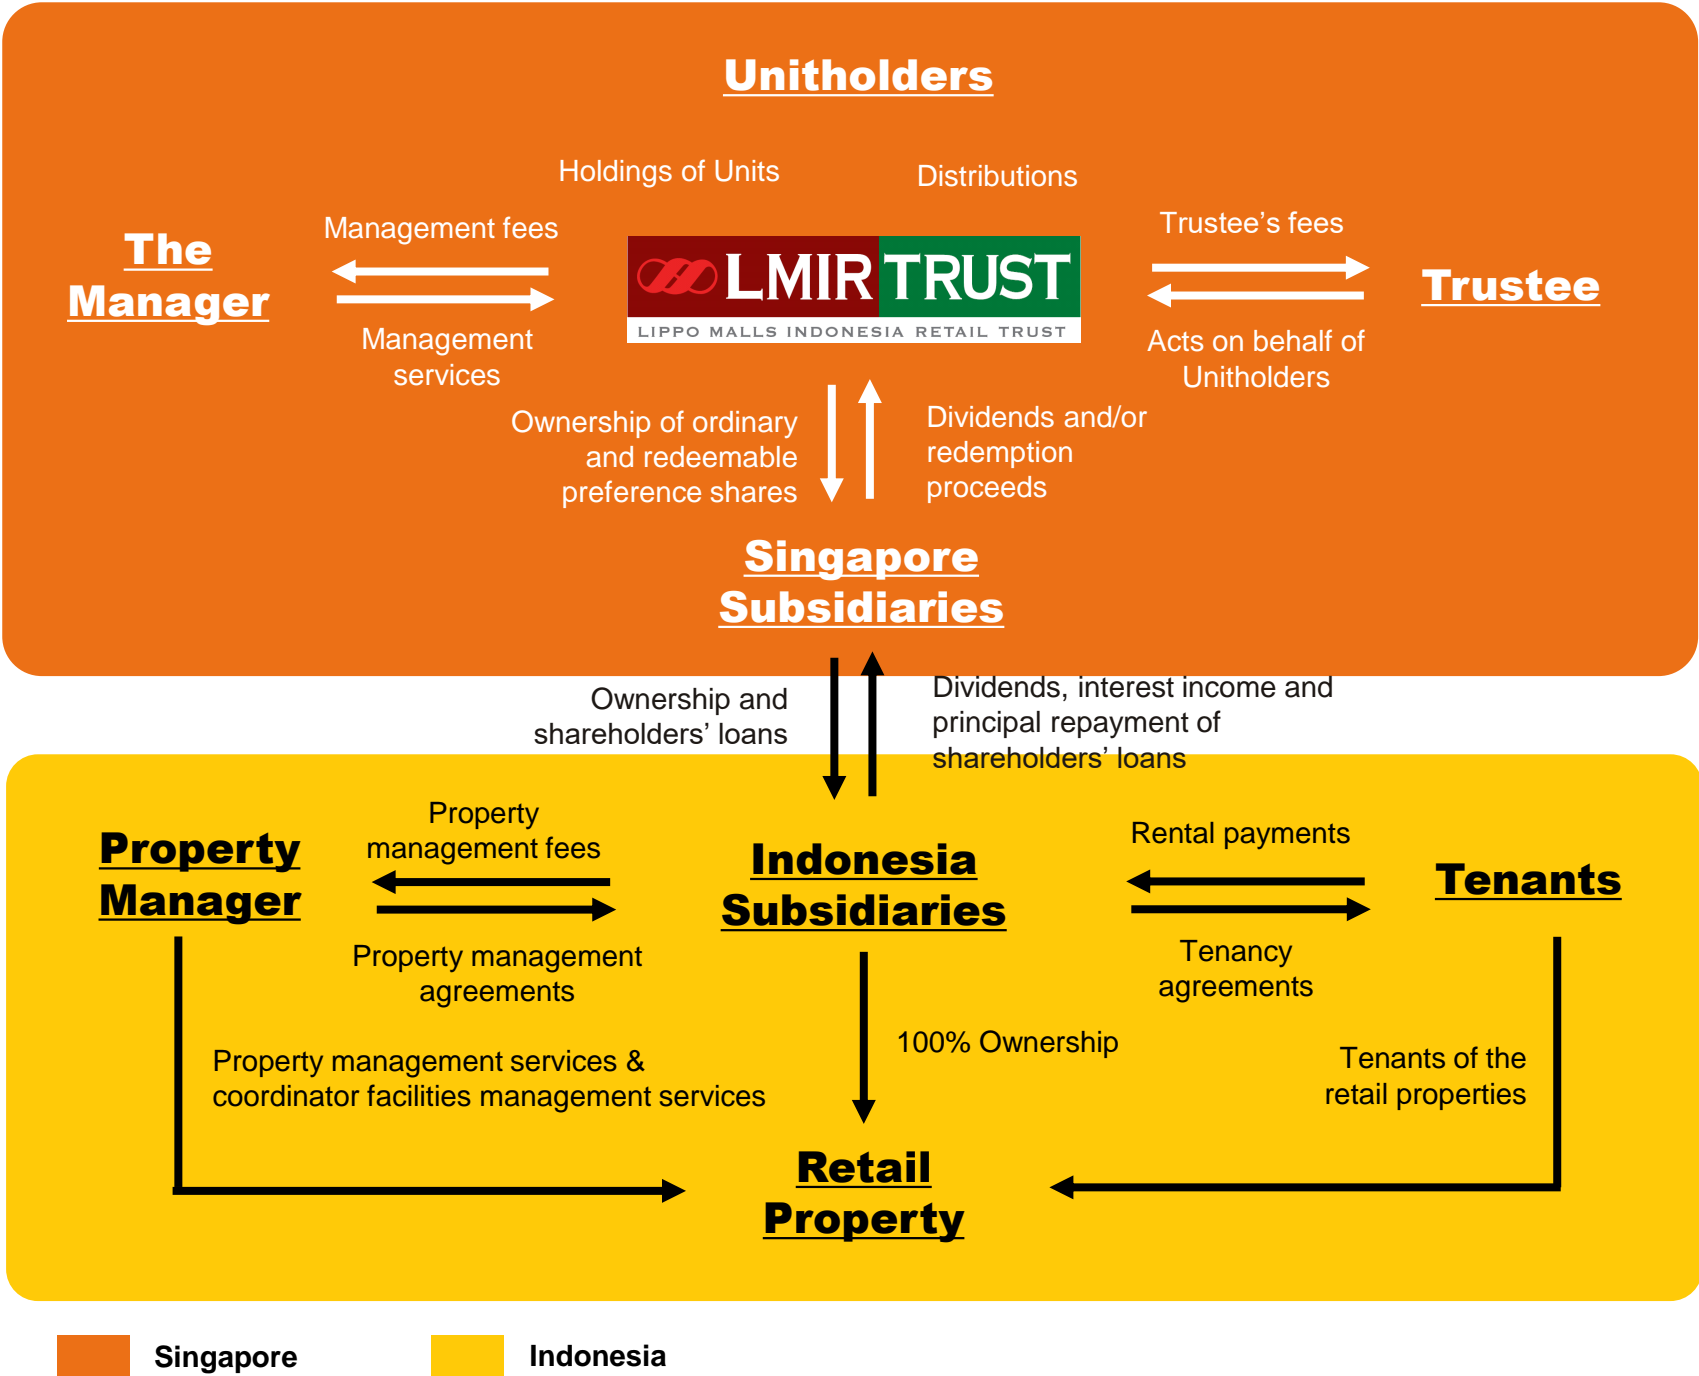 Unitholders
Holdings of Units
Distributions
The
Manager
Management fees
Management
services
LMIR TRUST
LIPPO MALLS INDONESIA RETAIL TRUST
Trustee’s fees
Acts on behalf of
Unitholders
Trustee
Ownership of ordinary
and redeemable
preference shares
Dividends and/or
redemption
proceeds
Singapore
Subsidiaries
Ownership and
shareholders’ loans
Dividends, interest income and
principal repayment of
shareholders’ loans
Property
Manager
Property
management fees
Property management
agreements
Indonesia
Subsidiaries
Rental payments
Tenancy
agreements
Tenants
Property management services &
coordinator facilities management services
100% Ownership
Tenants of the
retail properties
Retail
Property
Singapore
Indonesia